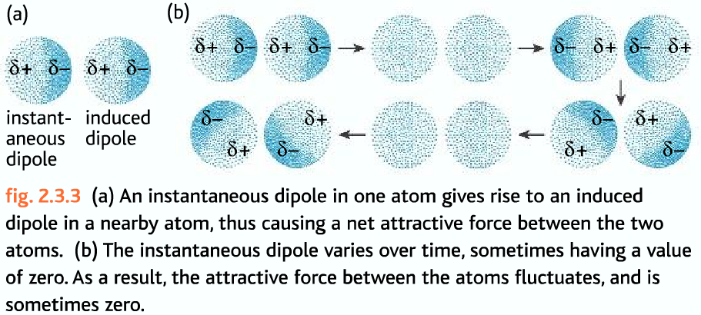 (a)
δ+ δ– δ+ δ–
instant- induced
aneous dipole
dipole
(b)
δ+ δ– δ+ δ–
δ– δ+ δ– δ+
δ– δ+
δ+ δ–
δ– δ+
δ+ δ–
fig. 2.3.3 (a) An instantaneous dipole in one atom gives rise to an induced
dipole in a nearby atom, thus causing a net attractive force between the two
atoms. (b) The instantaneous dipole varies over time, sometimes having a value
of zero. As a result, the attractive force between the atoms fluctuates, and is
sometimes zero.